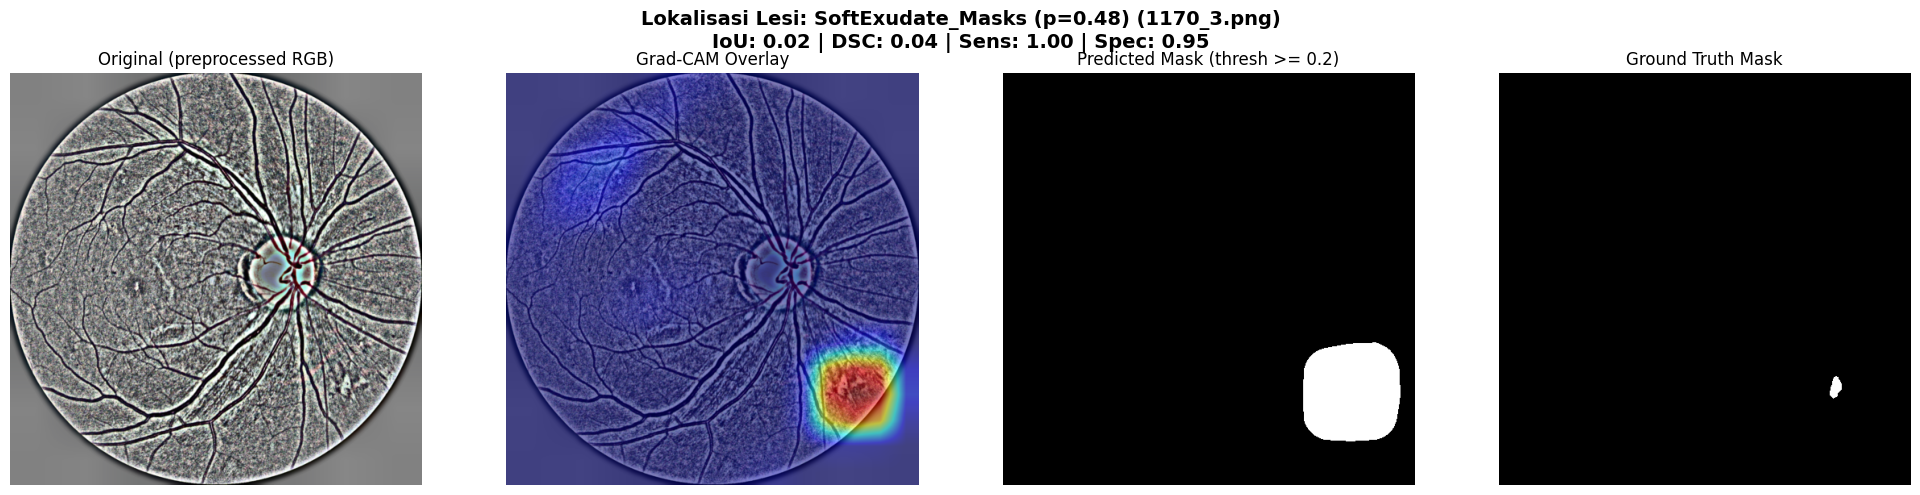 Lokalisasi Lesi: SoftExudate_Masks (p=0.48) (1170_3.png)
IoU: 0.02 | DSC: 0.04 | Sens: 1.00 | Spec: 0.95
Original (preprocessed RGB)
Grad-CAM Overlay
Predicted Mask (thresh >= 0.2)
Ground Truth Mask